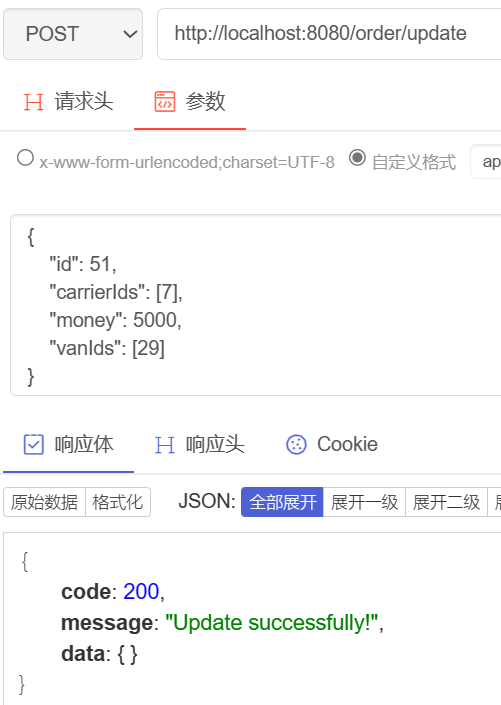 POST http://localhost:8080/order/update
请求头 参数
x-www-form-urlencoded;charset=UTF-8 自定义格式 ap
{
"id": 51,
"carrierIds": [7],
"money": 5000,
"vanIds": [29]
}
响应体 响应头 Cookie
原始数据 格式化 JSON: 全部展开 展开一级 展开二级
{
code: 200,
message: "Update successfully!",
data: { }
}